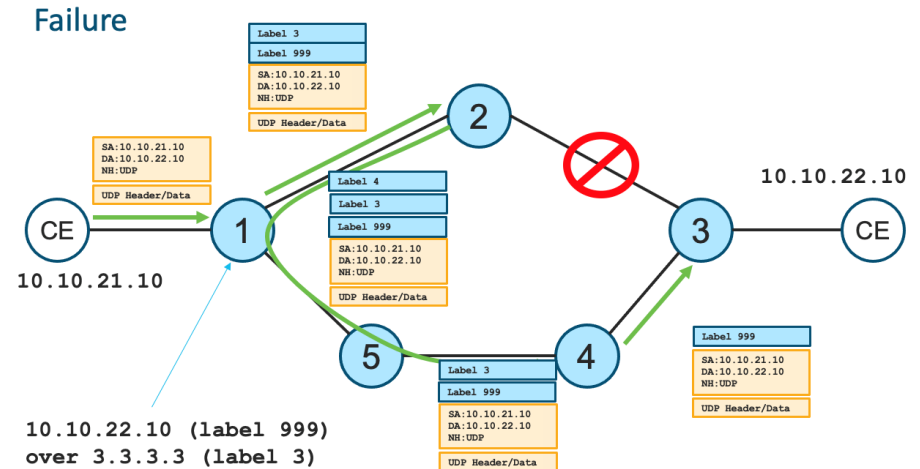 Failure
Label 3
Label 999
SA:10.10.21.10
DA:10.10.22.10
NH:UDP
UDP Header/Data
2
SA:10.10.21.10
DA:10.10.22.10
NH:UDP
UDP Header/Data
Label 4
Label 3
Label 999
SA:10.10.21.10
DA:10.10.22.10
NH:UDP
UDP Header/Data
10.10.22.10
CE
1
3
CE
10.10.21.10
5
4
Label 3
Label 999
SA:10.10.21.10
DA:10.10.22.10
NH:UDP
UDP Header/Data
Label 999
SA:10.10.21.10
DA:10.10.22.10
NH:UDP
UDP Header/Data
10.10.22.10 (label 999)
over 3.3.3.3 (label 3)